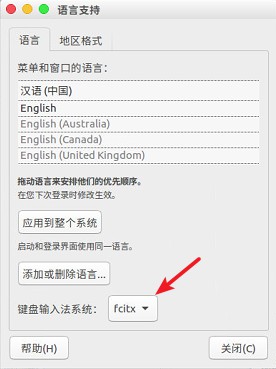 语言支持
语言
地区格式
菜单和窗口的语言：
汉语 (中国)
English
English (Australia)
English (Canada)
English (United Kingdom)
拖动语言来安排他们的优先顺序。
在您下次登录时修改生效。
应用到整个系统
启动和登录界面使用同一语言。
添加或删除语言...
键盘输入法系统： fcitx
帮助(H)
关闭(C)